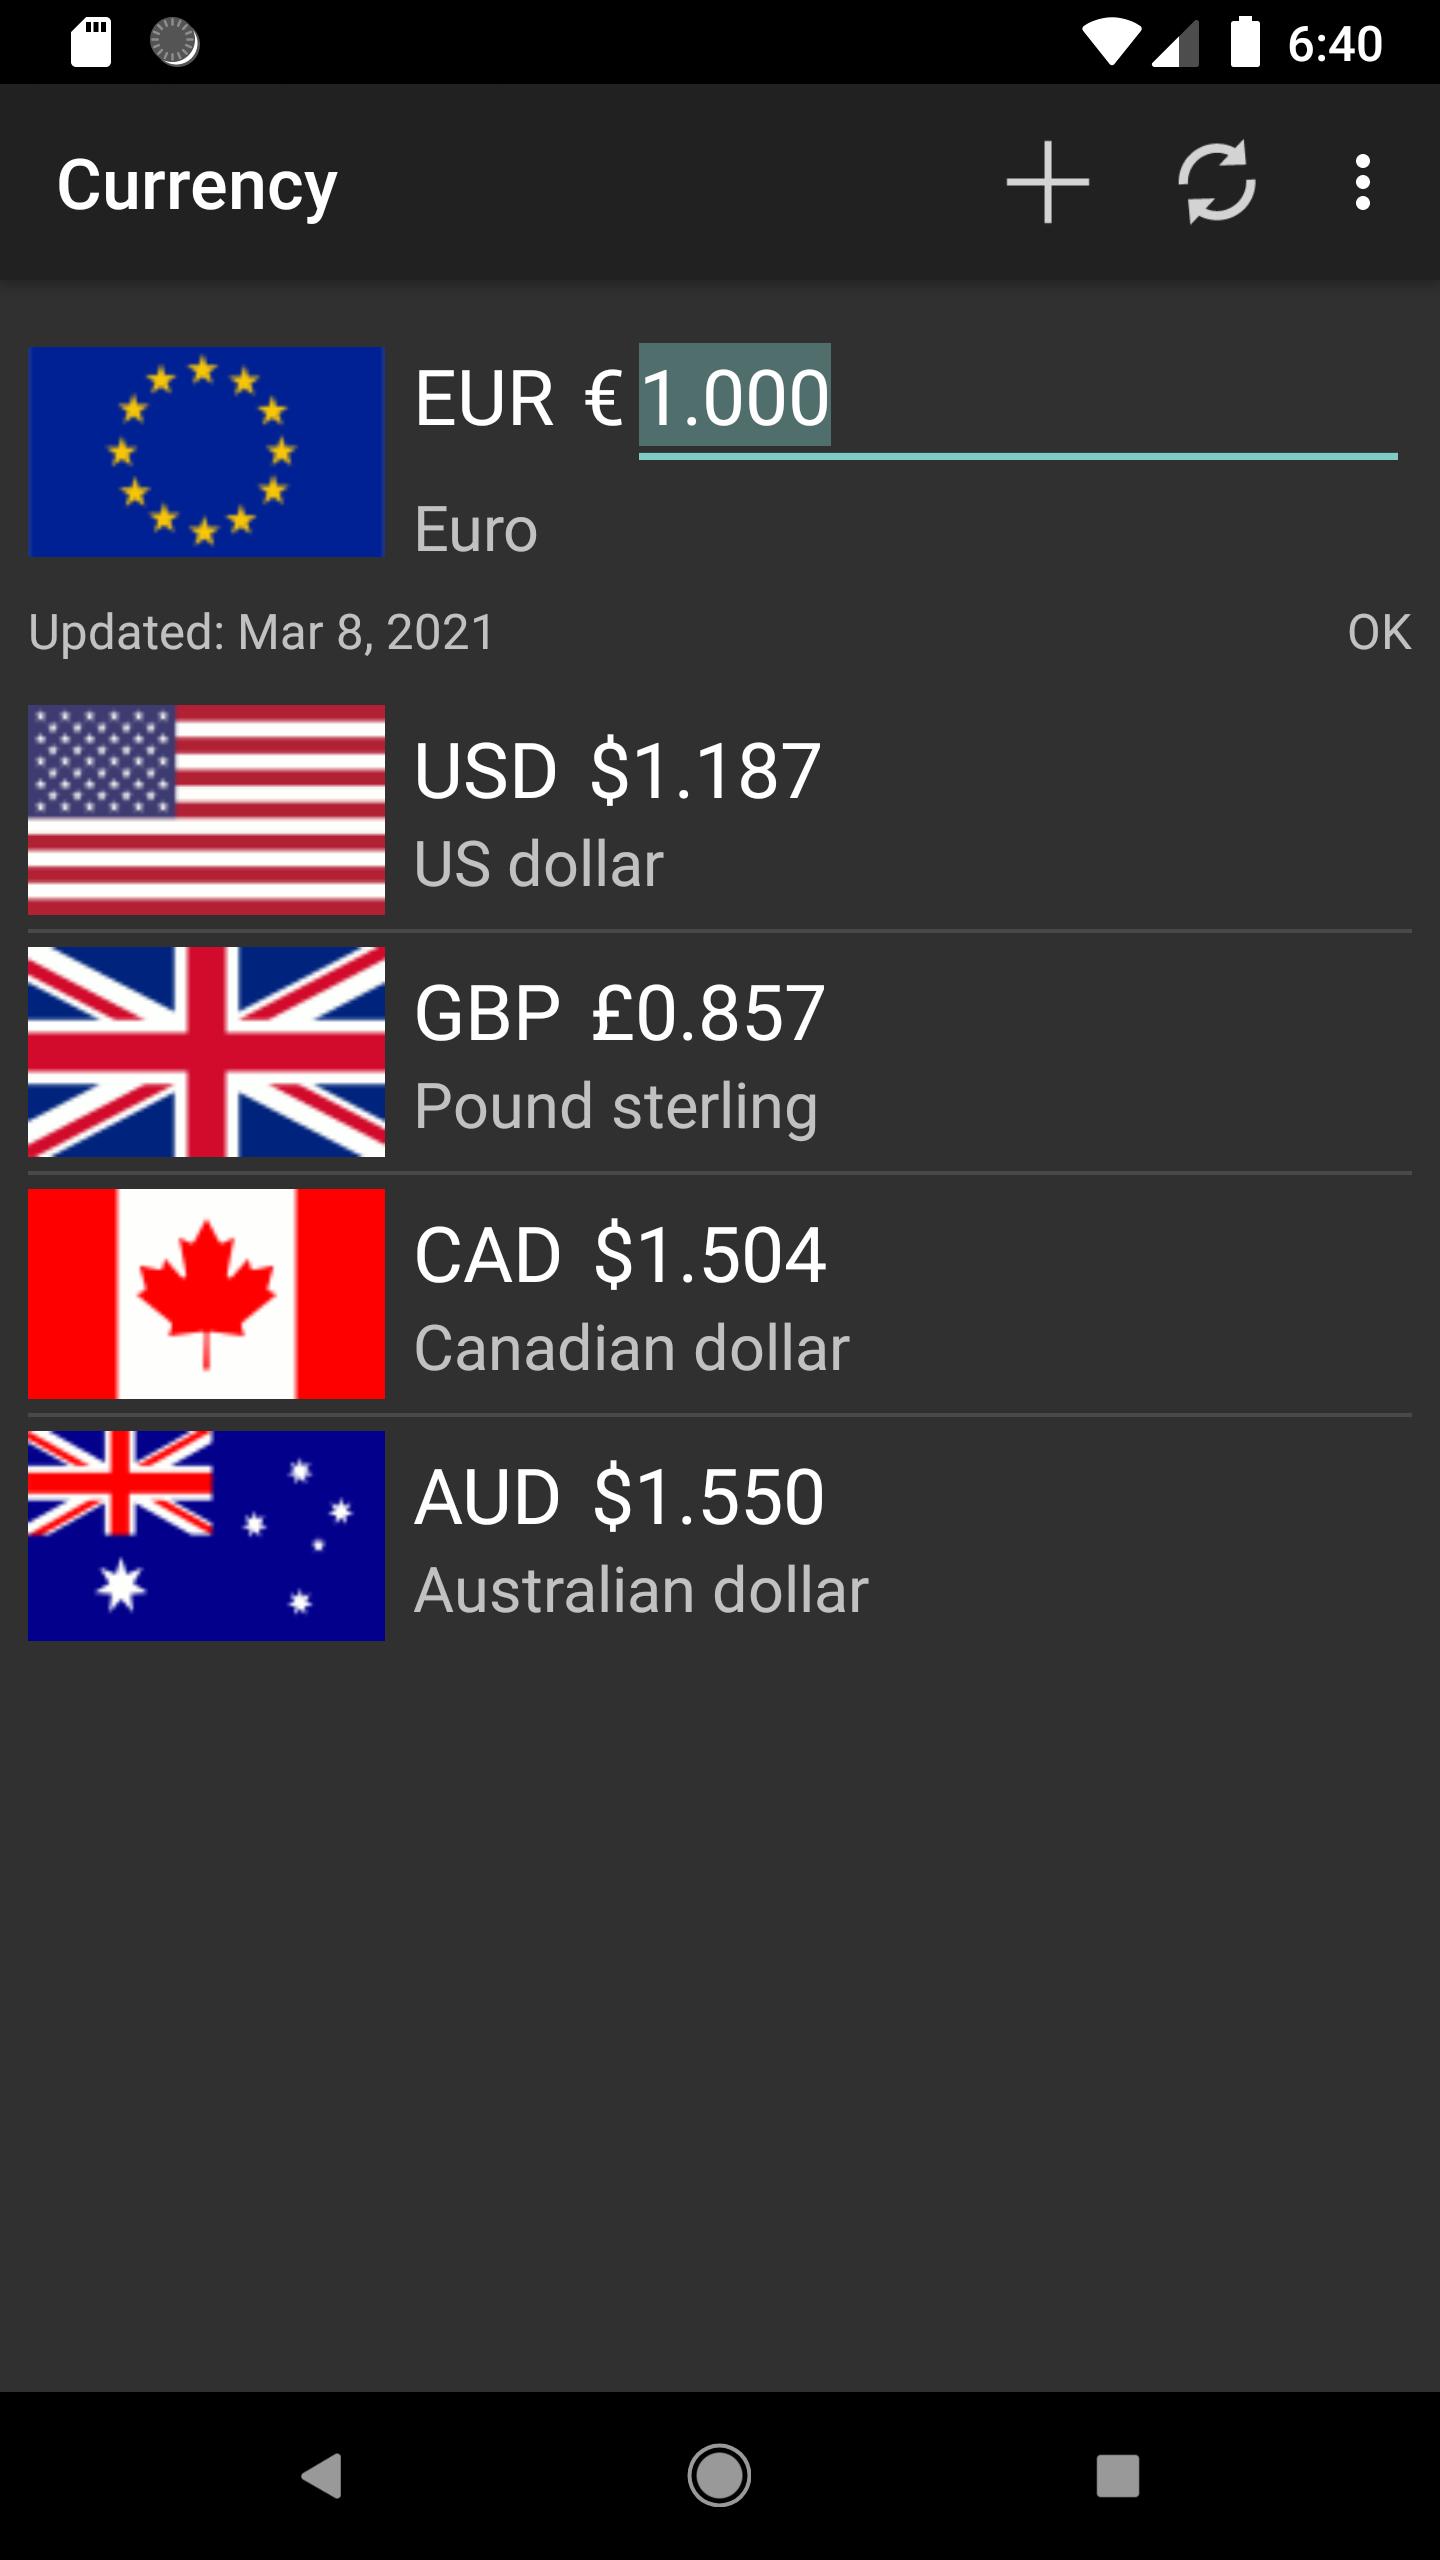 6:40
Currency
EUR € 1.000
Euro
Updated: Mar 8, 2021 OK
USD $1.187
US dollar
GBP £0.857
Pound sterling
CAD $1.504
Canadian dollar
AUD $1.550
Australian dollar